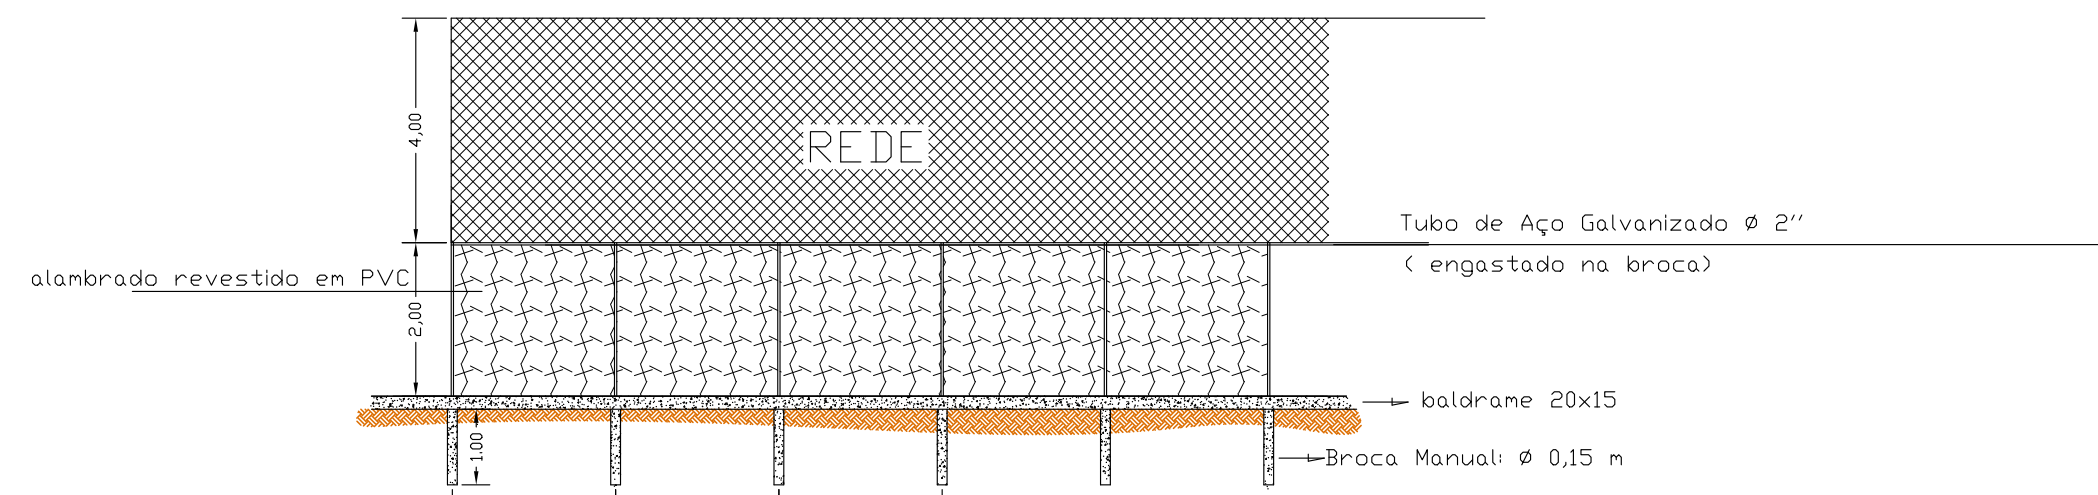 4,00
REDE
Tubo de Aço Galvanizado Ø 2''
( engastado na broca)
alambrado revestido em PVC
2,00
baldrame 20x15
1.00
Broca Manual: Ø 0,15 m